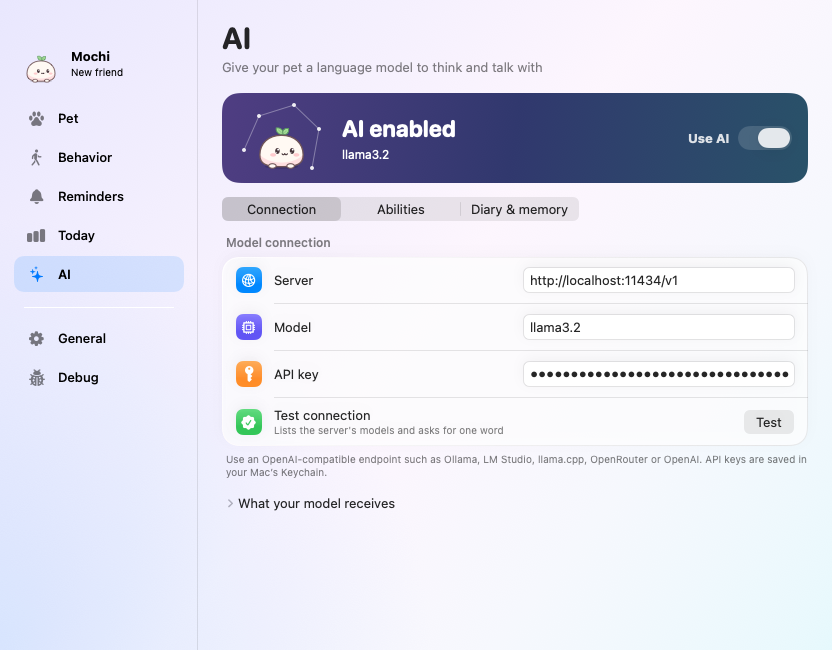 Mochi
New friend
Pet
Behavior
Reminders
Today
AI
General
Debug
AI
Give your pet a language model to think and talk with
AI enabled
llama3.2
Use AI
Connection
Abilities
Diary & memory
Model connection
Server
http://localhost:11434/v1
Model
llama3.2
API key
Test connection
Lists the server's models and asks for one word
Test
Use an OpenAI-compatible endpoint such as Ollama, LM Studio, llama.cpp, OpenRouter or OpenAI. API keys are saved in
your Mac's Keychain.
What your model receives